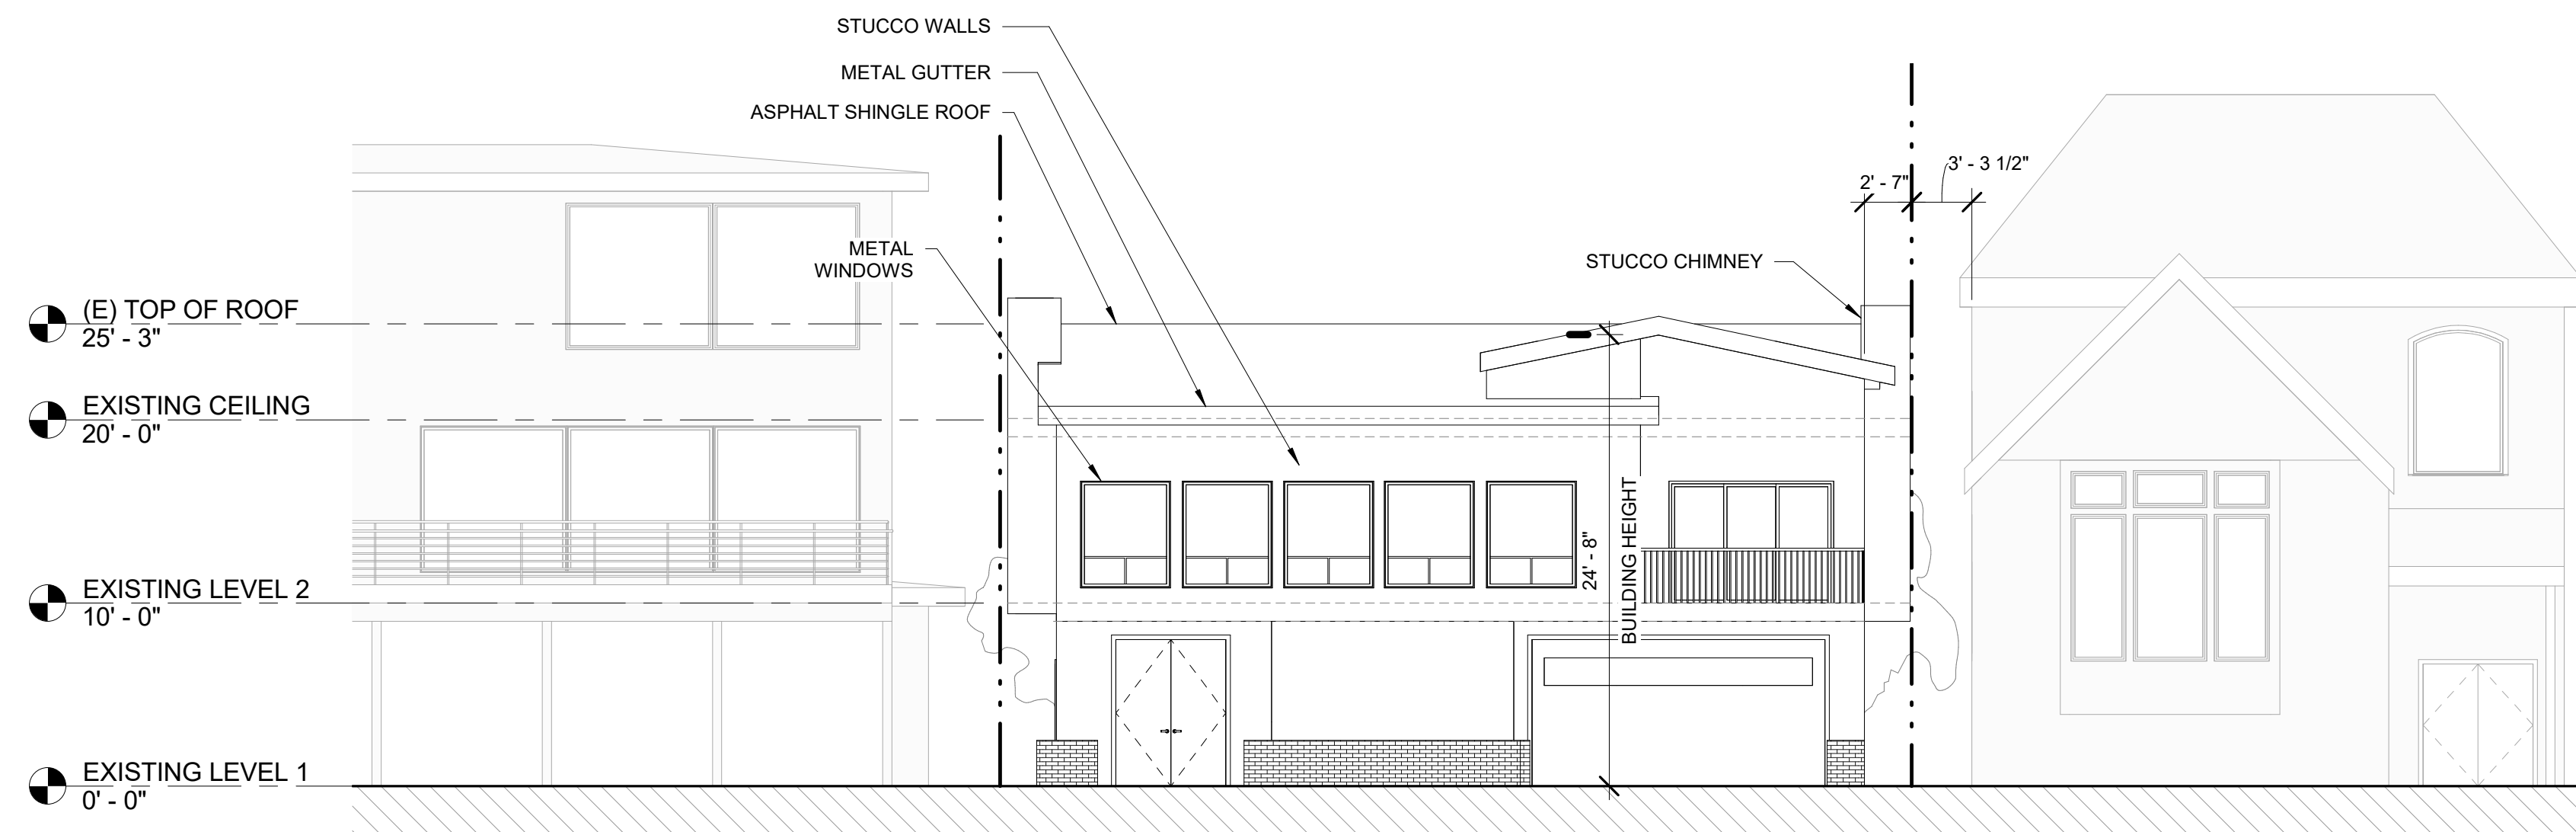 STUCCO WALLS
METAL GUTTER
ASPHALT SHINGLE ROOF
3' - 3 1/2"
2' - 7"
METAL
WINDOWS
STUCCO CHIMNEY
(E) TOP OF ROOF
25' - 3"
EXISTING CEILING
20' - 0"
24' - 8"
BUILDING HEIGHT
EXISTING LEVEL 2
10' - 0"
EXISTING LEVEL 1
0' - 0"